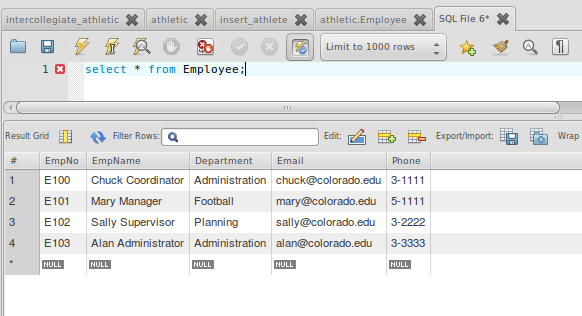 intercollegiate_athletic athletic insert_athlete athletic.Employee SQL File 6*
Limit to 1000 rows
1 select * from Employee;
Result Grid Filter Rows: Edit: Export/Import: Wrap
# EmpNo EmpName Department Email Phone
1 E100 Chuck Coordinator Administration chuck@colorado.edu 3-1111
2 E101 Mary Manager Football mary@colorado.edu 5-1111
3 E102 Sally Supervisor Planning sally@colorado.edu 3-2222
4 E103 Alan Administrator Administration alan@colorado.edu 3-3333
* NULL NULL NULL NULL NULL